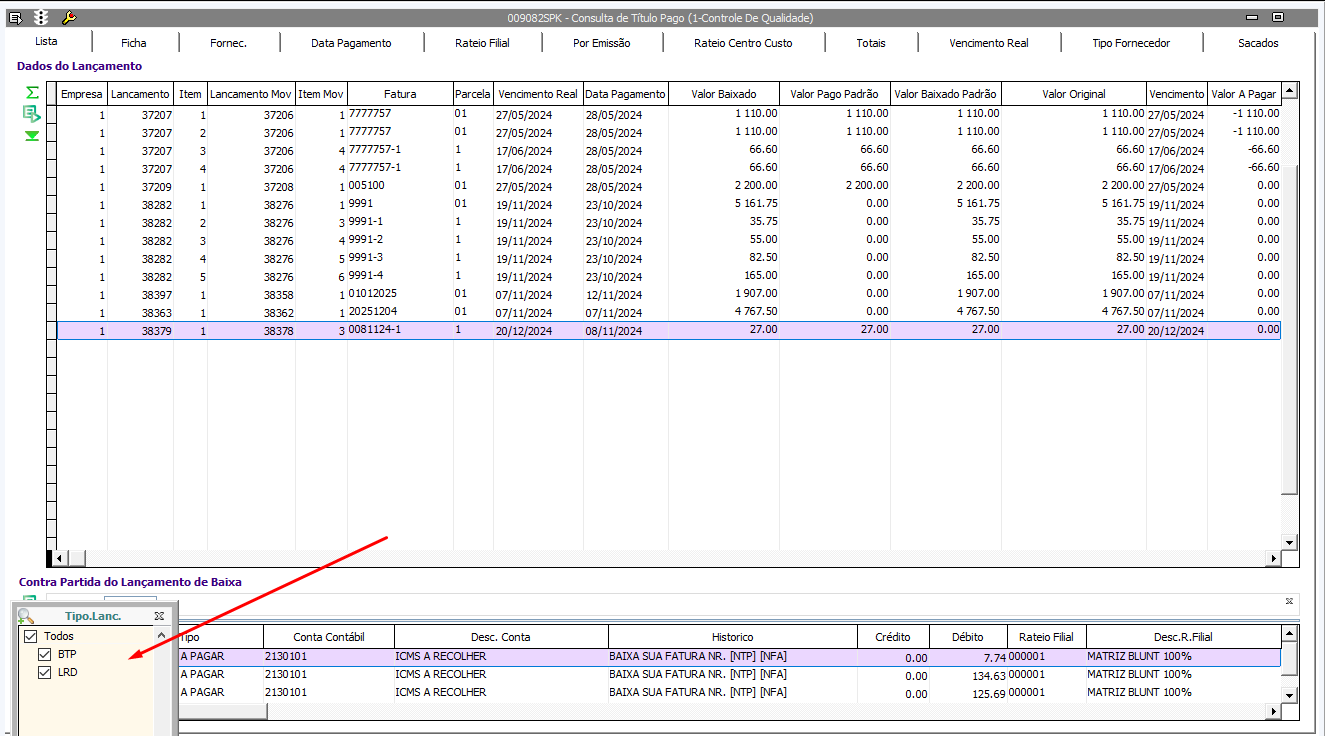 009082SPK - Consulta de Título Pago (1-Controle De Qualidade)
Lista Ficha Fornec. Data Pagamento Rateio Filial Por Emissão Rateio Centro Custo Totais Vencimento Real Tipo Fornecedor Sacados
Dados do Lançamento
Empresa Lancamento Item Lancamento Mov Item Mov Fatura Parcela Vencimento Real Data Pagamento Valor Baixado Valor Pago Padrão Valor Baixado Padrão Valor Original Vencimento Valor A Pagar
1 37207 1 37206 1 7777757 01 27/05/2024 28/05/2024 1 110.00 1 110.00 1 110.00 1 110.00 27/05/2024 -1 110.00
1 37207 2 37206 1 7777757 01 27/05/2024 28/05/2024 1 110.00 1 110.00 1 110.00 1 110.00 27/05/2024 -1 110.00
1 37207 3 37206 4 7777757-1 1 17/06/2024 28/05/2024 66.60 66.60 66.60 66.60 17/06/2024 -66.60
1 37207 4 37206 4 7777757-1 1 17/06/2024 28/05/2024 66.60 66.60 66.60 66.60 17/06/2024 -66.60
1 37209 1 37208 1 005100 01 27/05/2024 28/05/2024 2 200.00 2 200.00 2 200.00 2 200.00 27/05/2024 0.00
1 38282 1 38276 1 9991 01 19/11/2024 23/10/2024 5 161.75 0.00 5 161.75 5 161.75 19/11/2024 0.00
1 38282 2 38276 3 9991-1 1 19/11/2024 23/10/2024 35.75 0.00 35.75 35.75 19/11/2024 0.00
1 38282 3 38276 4 9991-2 1 19/11/2024 23/10/2024 55.00 0.00 55.00 55.00 19/11/2024 0.00
1 38282 4 38276 5 9991-3 1 19/11/2024 23/10/2024 82.50 0.00 82.50 82.50 19/11/2024 0.00
1 38282 5 38276 6 9991-4 1 19/11/2024 23/10/2024 165.00 0.00 165.00 165.00 19/11/2024 0.00
1 38397 1 38358 1 01012025 01 07/11/2024 12/11/2024 1 907.00 0.00 1 907.00 1 907.00 07/11/2024 0.00
1 38363 1 38362 1 20251204 01 07/11/2024 07/11/2024 4 767.50 0.00 4 767.50 4 767.50 07/11/2024 0.00
1 38379 1 38378 3 0081124-1 1 20/12/2024 08/11/2024 27.00 27.00 27.00 27.00 20/12/2024 0.00
Contra Partida do Lançamento de Baixa
Tipo.Lanc.
Todos
BTP
LRD
Tipo Conta Contábil Desc. Conta Historico Crédito Débito Rateio Filial Desc.R.Filial
A PAGAR 2130101 ICMS A RECOLHER BAIXA SUA FATURA NR. [NTP] [NFA] 0.00 7.74 000001 MATRIZ BLUNT 100%
A PAGAR 2130101 ICMS A RECOLHER BAIXA SUA FATURA NR. [NTP] [NFA] 0.00 134.63 000001 MATRIZ BLUNT 100%
A PAGAR 2130101 ICMS A RECOLHER BAIXA SUA FATURA NR. [NTP] [NFA] 0.00 125.69 000001 MATRIZ BLUNT 100%